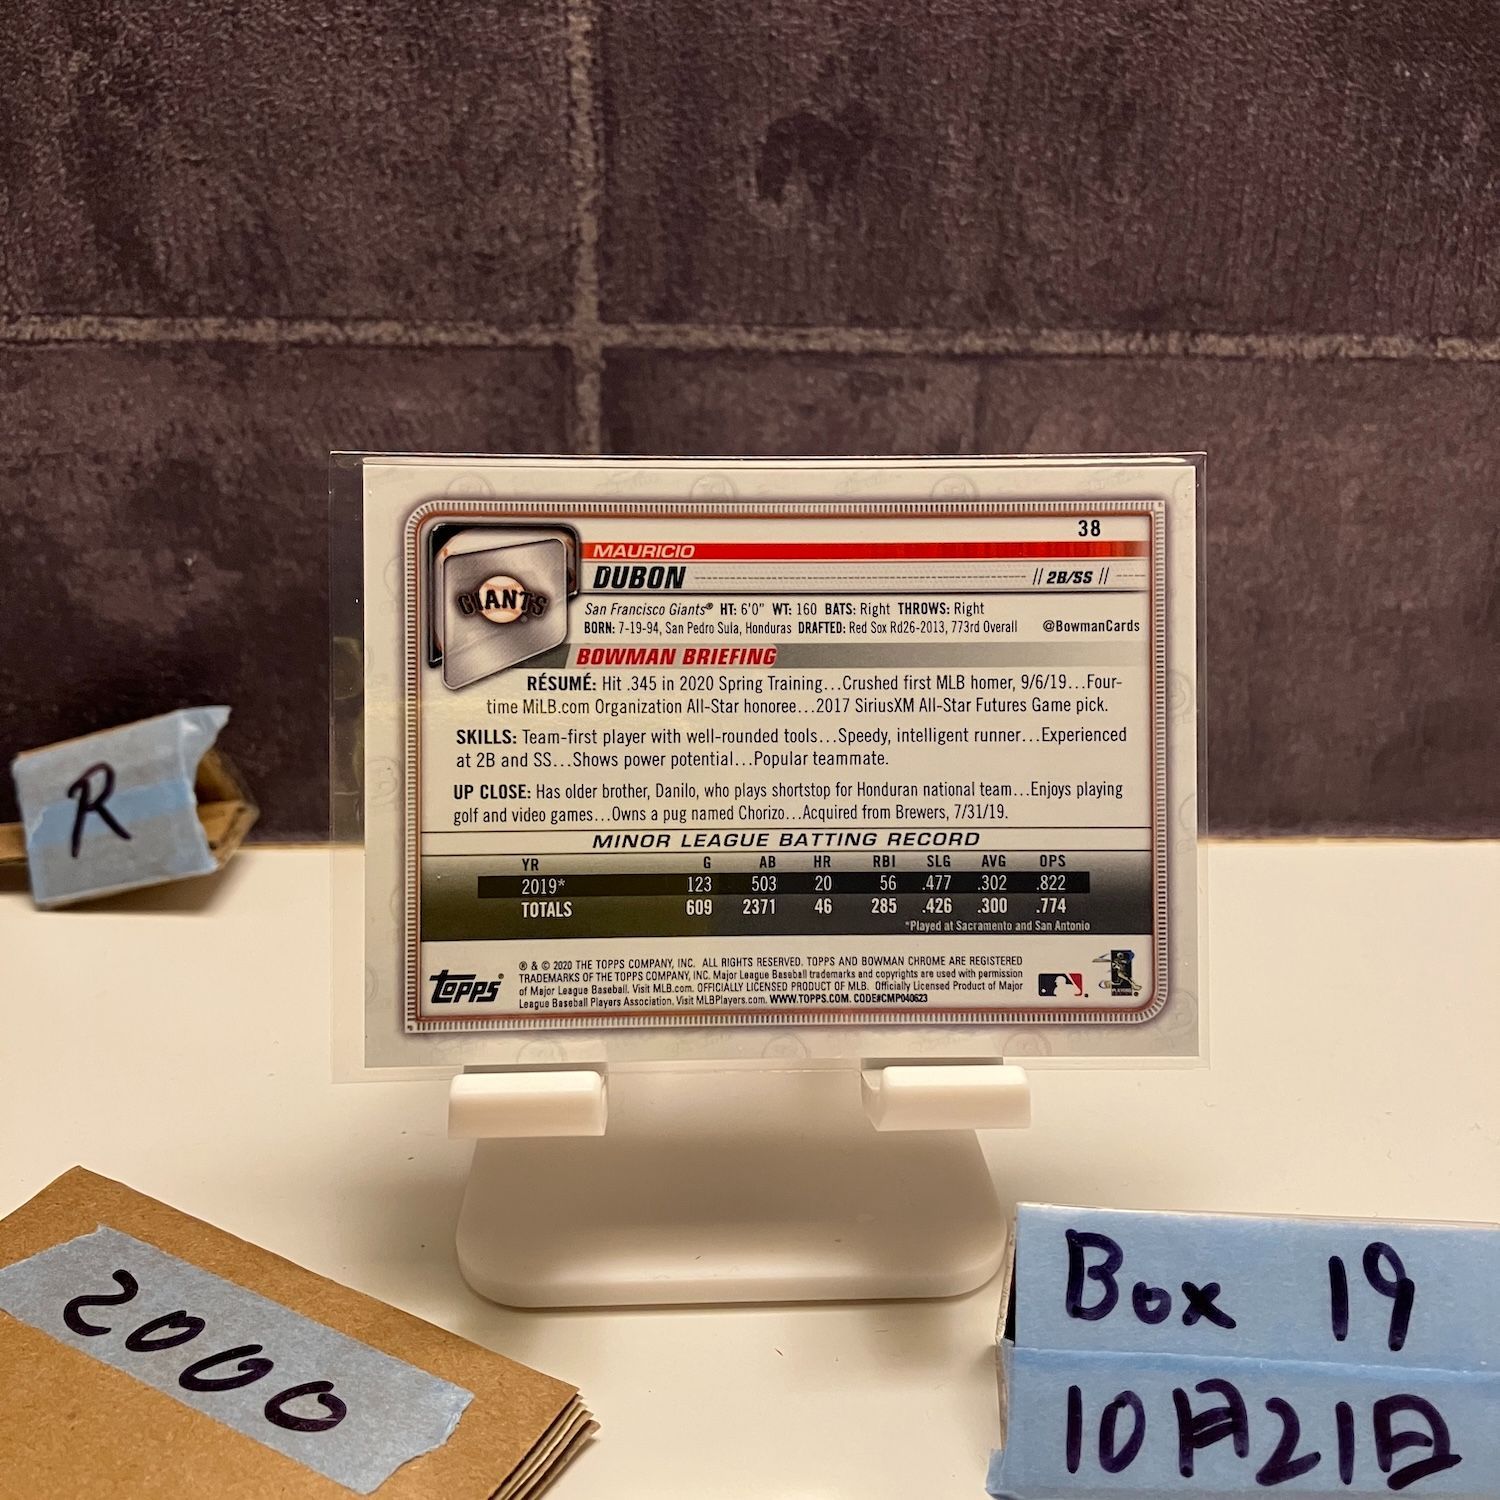 38
MAURICIO
DUBON // 2B/SS //
GIANTS
San Francisco Giants® HT: 6'0" WT: 160 BATS: Right THROWS: Right
BORN: 7-19-94, San Pedro Sula, Honduras DRAFTED: Red Sox Rd26-2013, 773rd Overall @BowmanCards
BOWMAN BRIEFING
RÉSUMÉ: Hit .345 in 2020 Spring Training...Crushed first MLB homer, 9/6/19...Four-
time MiLB.com Organization All-Star honoree...2017 SiriusXM All-Star Futures Game pick.
SKILLS: Team-first player with well-rounded tools...Speedy, intelligent runner...Experienced
at 2B and SS...Shows power potential...Popular teammate.
UP CLOSE: Has older brother, Danilo, who plays shortstop for Honduran national team...Enjoys playing
golf and video games...Owns a pug named Chorizo...Acquired from Brewers, 7/31/19.
MINOR LEAGUE BATTING RECORD
YR G AB HR RBI SLG AVG OPS
2019* 123 503 20 56 .477 .302 .822
TOTALS 609 2371 46 285 .426 .300 .774
*Played at Sacramento and San Antonio
Topps®
® & © 2020 THE TOPPS COMPANY, INC. ALL RIGHTS RESERVED. TOPPS AND BOWMAN CHROME ARE REGISTERED
TRADEMARKS OF THE TOPPS COMPANY, INC. Major League Baseball trademarks and copyrights are used with permission
of Major League Baseball. Visit MLB.com. OFFICIALLY LICENSED PRODUCT OF MLB. Officially Licensed Product of Major
League Baseball Players Association. Visit MLBPlayers.com. WWW.TOPPS.COM. CODE#CMP040623
R
2000
Box 19
10月21日